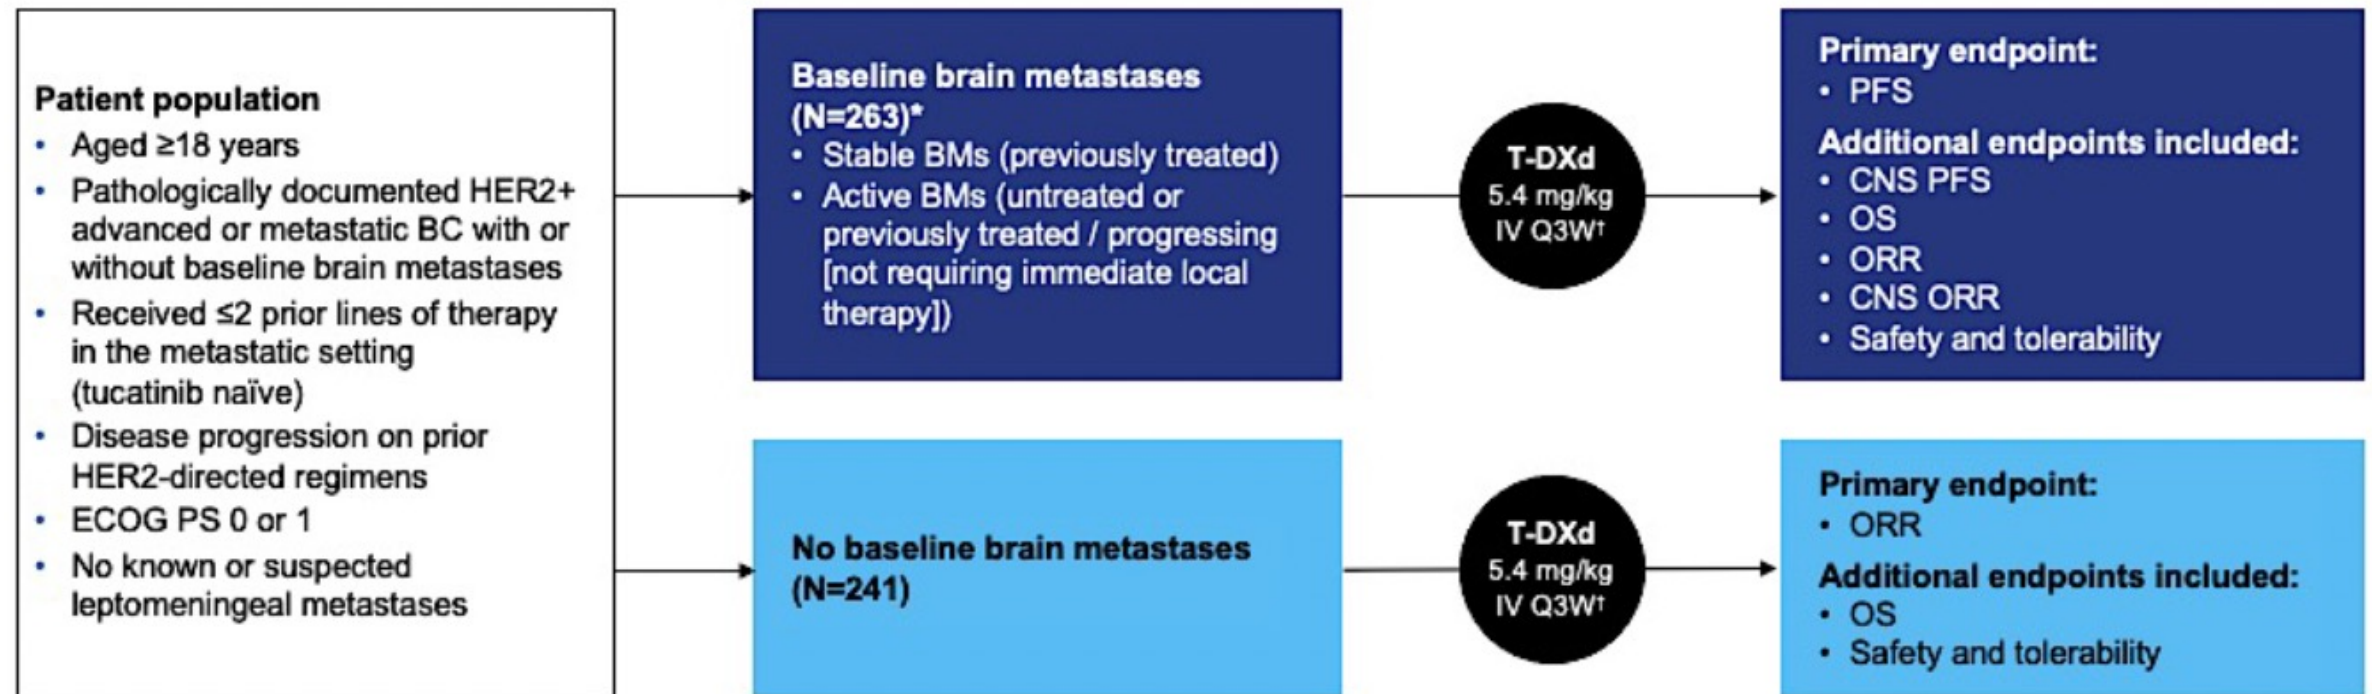 Patient population
• Aged ≥18 years
• Pathologically documented HER2+
advanced or metastatic BC with or
without baseline brain metastases
• Received ≤2 prior lines of therapy
in the metastatic setting
(tucatinib naïve)
• Disease progression on prior
HER2-directed regimens
• ECOG PS 0 or 1
• No known or suspected
leptomeningeal metastases
Baseline brain metastases
(N=263)*
• Stable BMs (previously treated)
• Active BMs (untreated or
previously treated / progressing
[not requiring immediate local
therapy])
T-DXd
5.4 mg/kg
IV Q3W†
Primary endpoint:
• PFS
Additional endpoints included:
• CNS PFS
• OS
• ORR
• CNS ORR
• Safety and tolerability
No baseline brain metastases
(N=241)
T-DXd
5.4 mg/kg
IV Q3W†
Primary endpoint:
• ORR
Additional endpoints included:
• OS
• Safety and tolerability